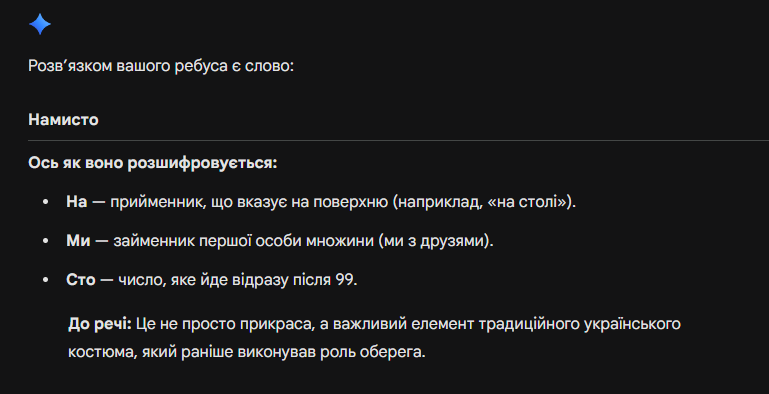 Розв’язком вашого ребуса є слово:
Намисто
Ось як воно розшифровується:
• На — прийменник, що вказує на поверхню (наприклад, «на столі»).
• Ми — займенник першої особи множини (ми з друзями).
• Сто — число, яке йде відразу після 99.
До речі: Це не просто прикраса, а важливий елемент традиційного українського
костюма, який раніше виконував роль оберега.